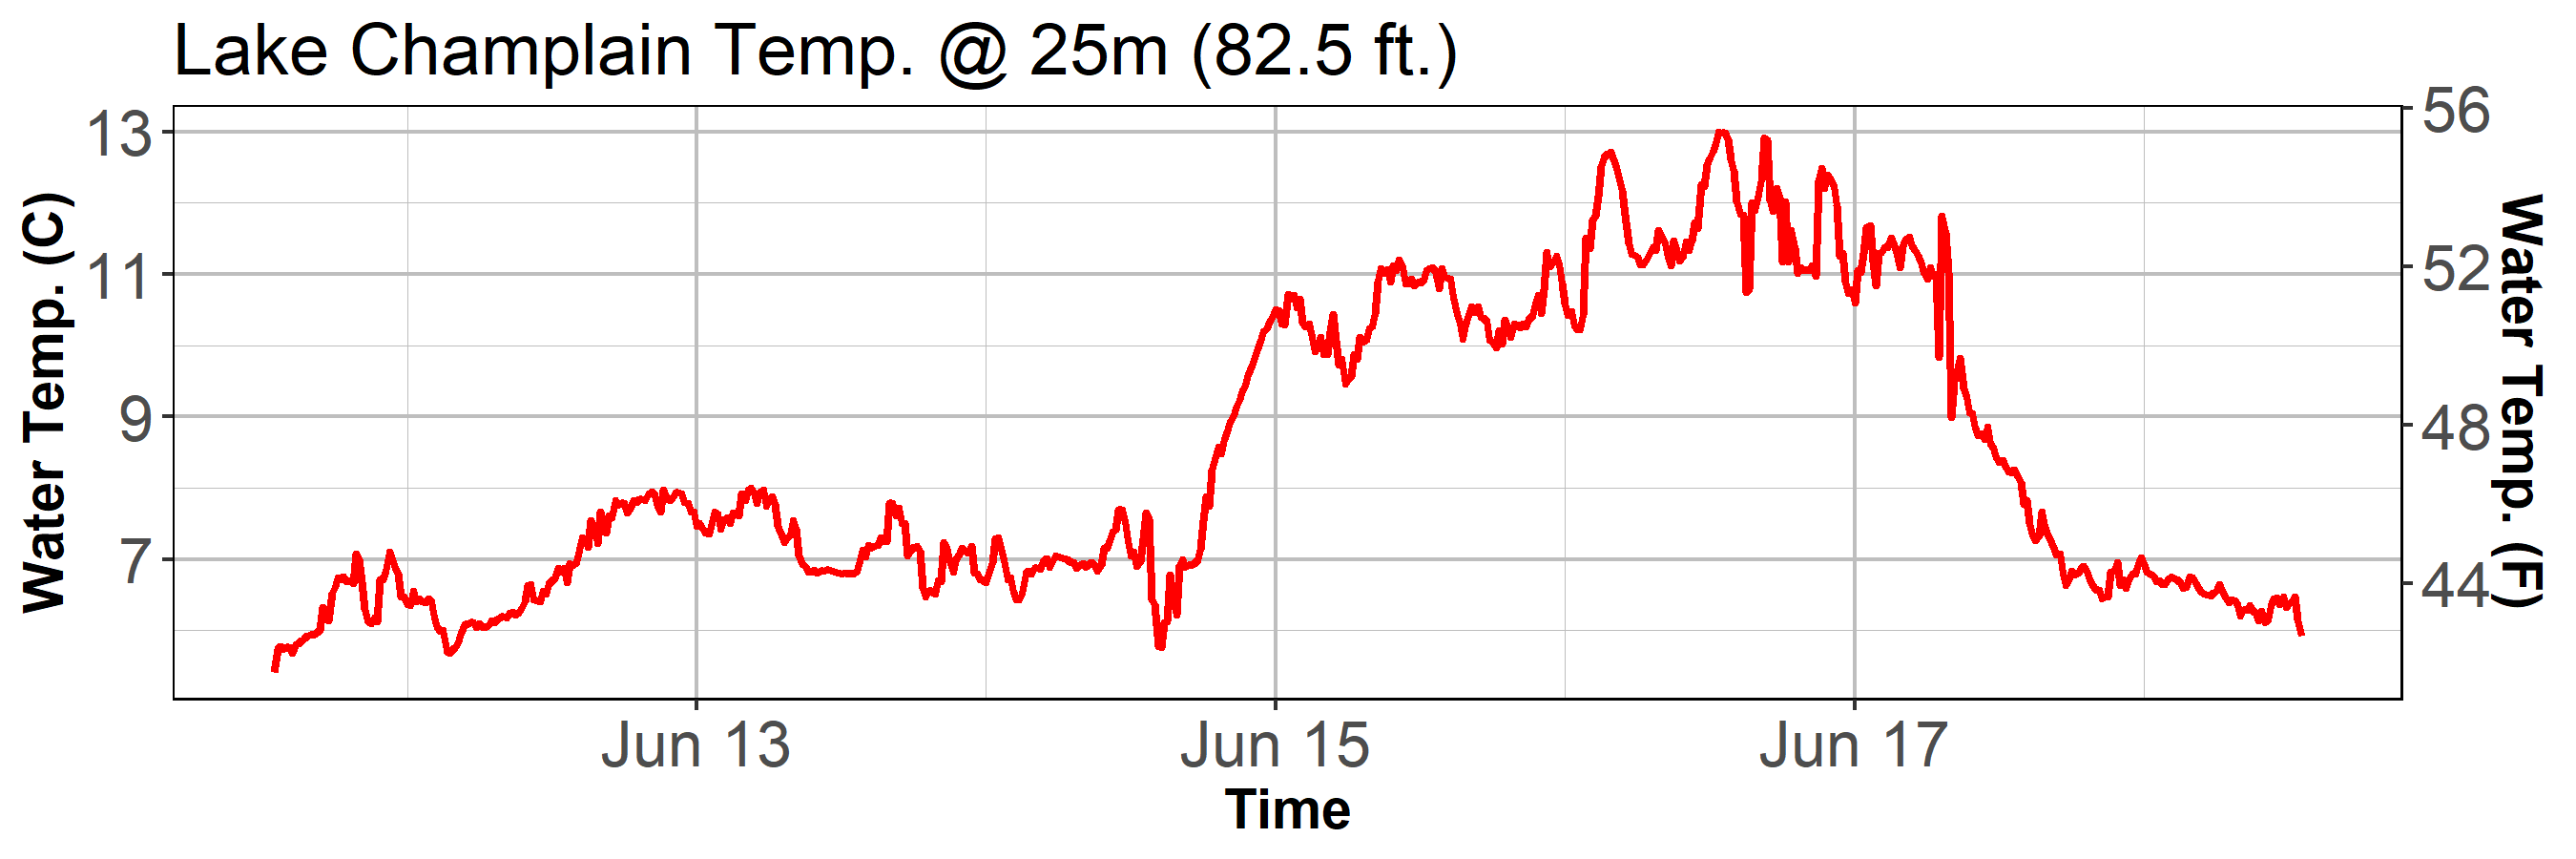 Lake Champlain Temp. @ 25m (82.5 ft.)
Water Temp. (C)
13
11
9
7
56
52
48
44
Water Temp. (F)
Jun 13
Jun 15
Jun 17
Time